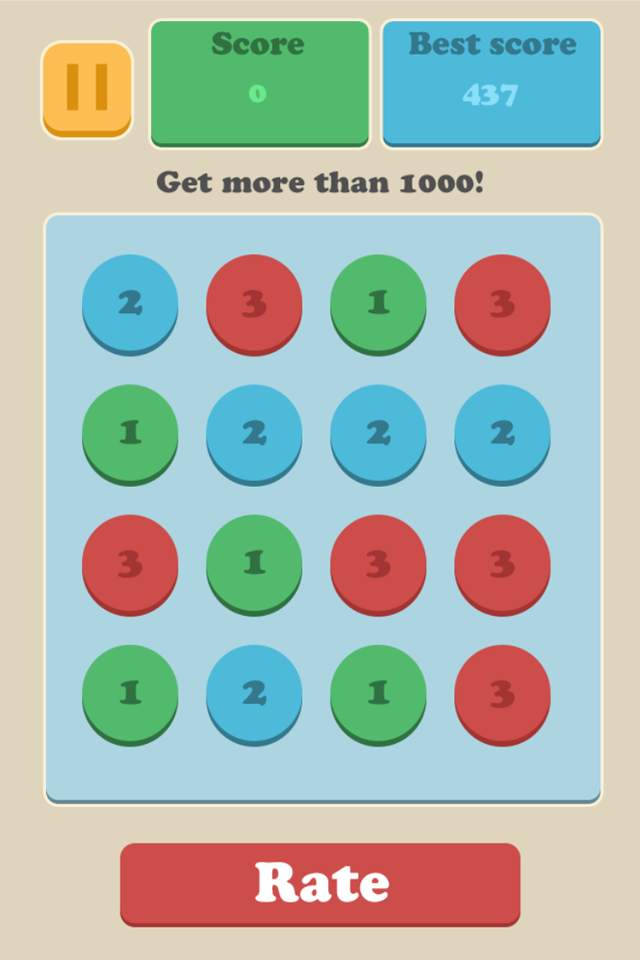 Score
Best score
0
437
Get more than 1000!
2 3 1 3
1 2 2 2
3 1 3 3
1 2 1 3
Rate